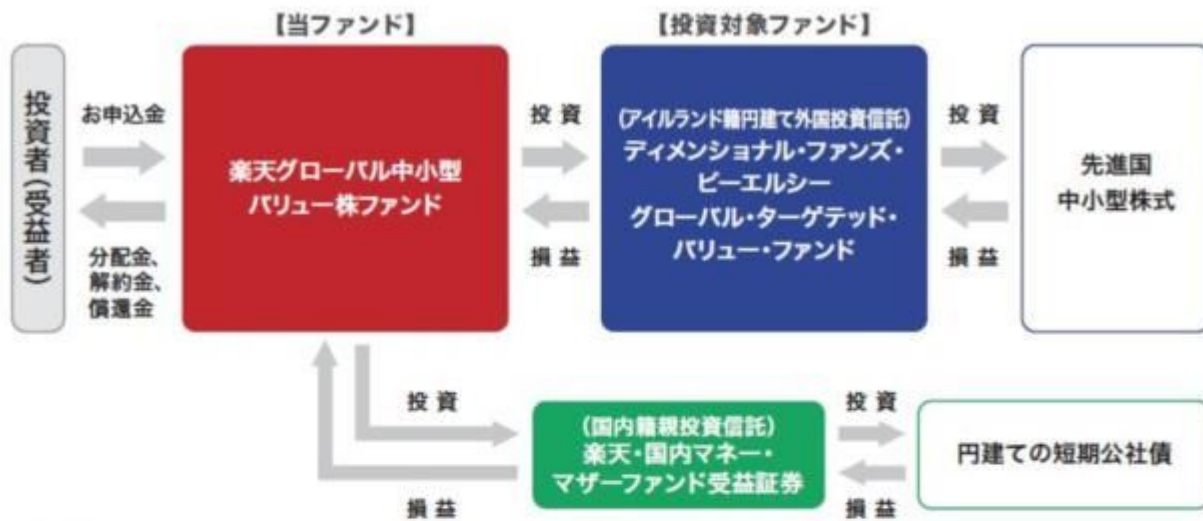 【当ファンド】
【投資対象ファンド】
投資者(受益者)
お申込金
分配金、
解約金、
償還金
楽天グローバル中小型
バリュー株ファンド
投資
損益
(アイルランド籍円建て外国投資信託)
ディメンショナル・ファンズ・
ピーエルシー
グローバル・ターゲテッド・
バリュー・ファンド
投資
損益
先進国
中小型株式
投資
損益
(国内籍親投資信託)
楽天・国内マネー・
マザーファンド受益証券
投資
損益
円建ての短期公社債